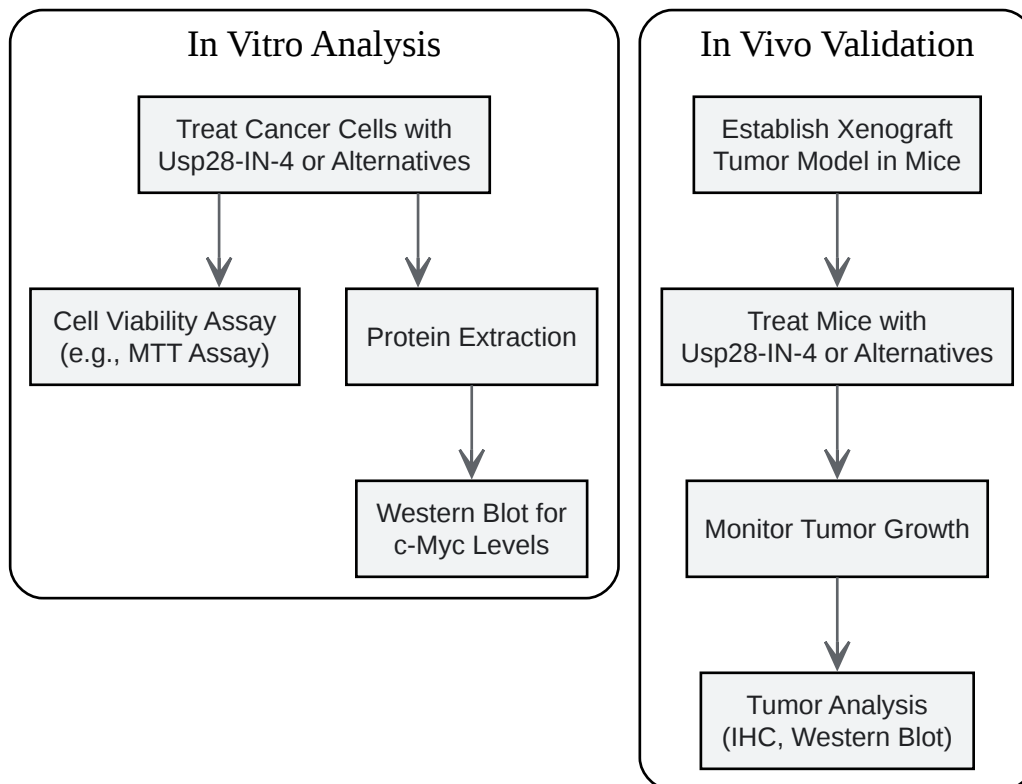 In Vitro Analysis
Treat Cancer Cells with
Usp28-IN-4 or Alternatives
Cell Viability Assay
(e.g., MTT Assay)
Protein Extraction
Western Blot for
c-Myc Levels
In Vivo Validation
Establish Xenograft
Tumor Model in Mice
Treat Mice with
Usp28-IN-4 or Alternatives
Monitor Tumor Growth
Tumor Analysis
(IHC, Western Blot)